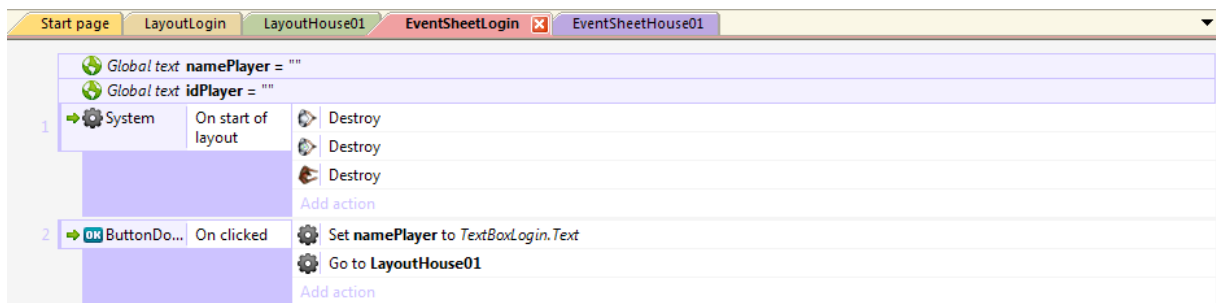 Start page LayoutLogin LayoutHouse01 EventSheetLogin EventSheetHouse01
Global text namePlayer = ""
Global text idPlayer = ""
1 System On start of layout Destroy
Destroy
Destroy
Add action
2 OK ButtonDo... On clicked Set namePlayer to TextBoxLogin.Text
Go to LayoutHouse01
Add action